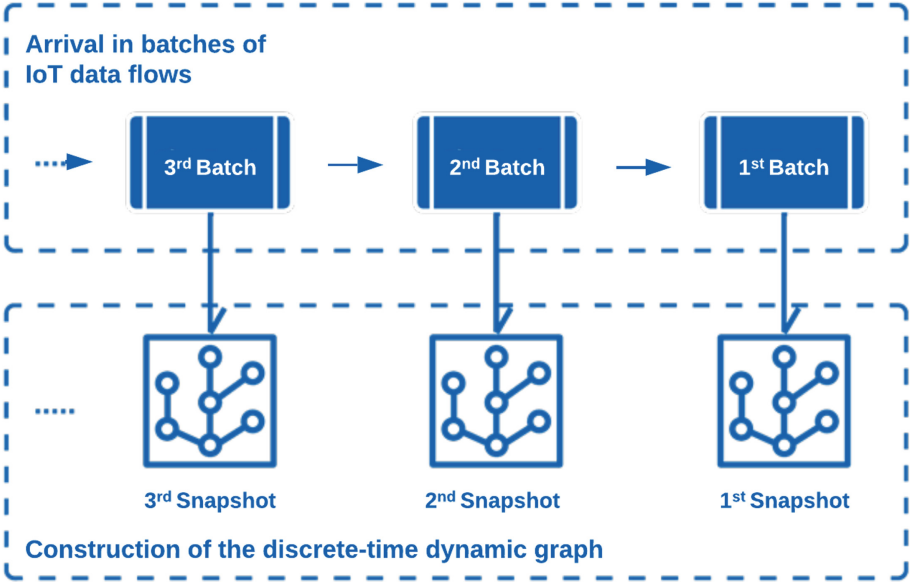 Arrival in batches of
IoT data flows
3rd Batch
2nd Batch
1st Batch
3rd Snapshot
2nd Snapshot
1st Snapshot
Construction of the discrete-time dynamic graph